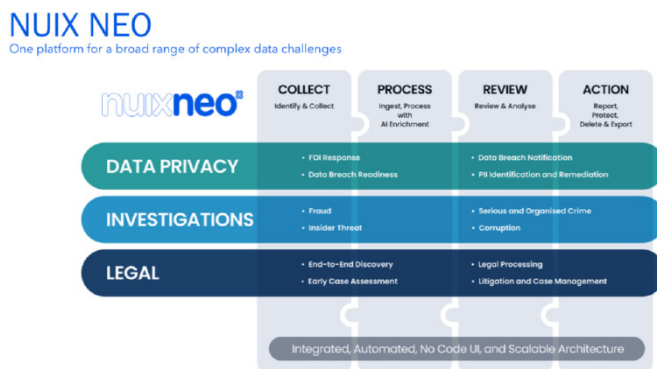 NUIX NEO
One platform for a broad range of complex data challenges
nuixneo
COLLECT
Identify & Collect
PROCESS
Ingest, Process
with
AI Enrichment
REVIEW
Review & Analyse
ACTION
Report,
Protect,
Delete & Export
DATA PRIVACY
• FOI Response
• Data Breach Readiness
• Data Breach Notification
• PII Identification and Remediation
INVESTIGATIONS
• Fraud
• Insider Threat
• Serious and Organised Crime
• Corruption
LEGAL
• End-to-End Discovery
• Early Case Assessment
• Legal Processing
• Litigation and Case Management
Integrated, Automated, No Code UI, and Scalable Architecture